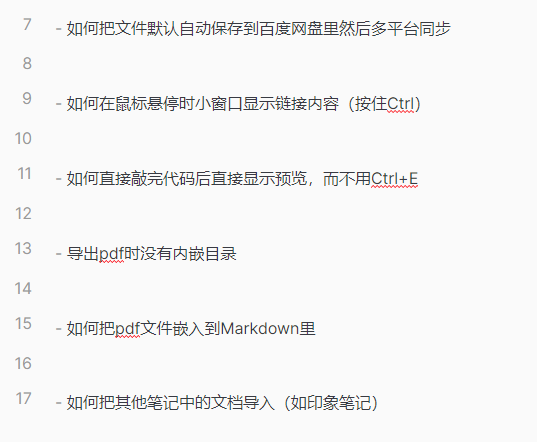 7 - 如何把文件默认自动保存到百度网盘里然后多平台同步
8
9 - 如何在鼠标悬停时小窗口显示链接内容（按住Ctrl）
10
11 - 如何直接敲完代码后直接显示预览，而不用Ctrl+E
12
13 - 导出pdf时没有内嵌目录
14
15 - 如何把pdf文件嵌入到Markdown里
16
17 - 如何把其他笔记中的文档导入（如印象笔记）